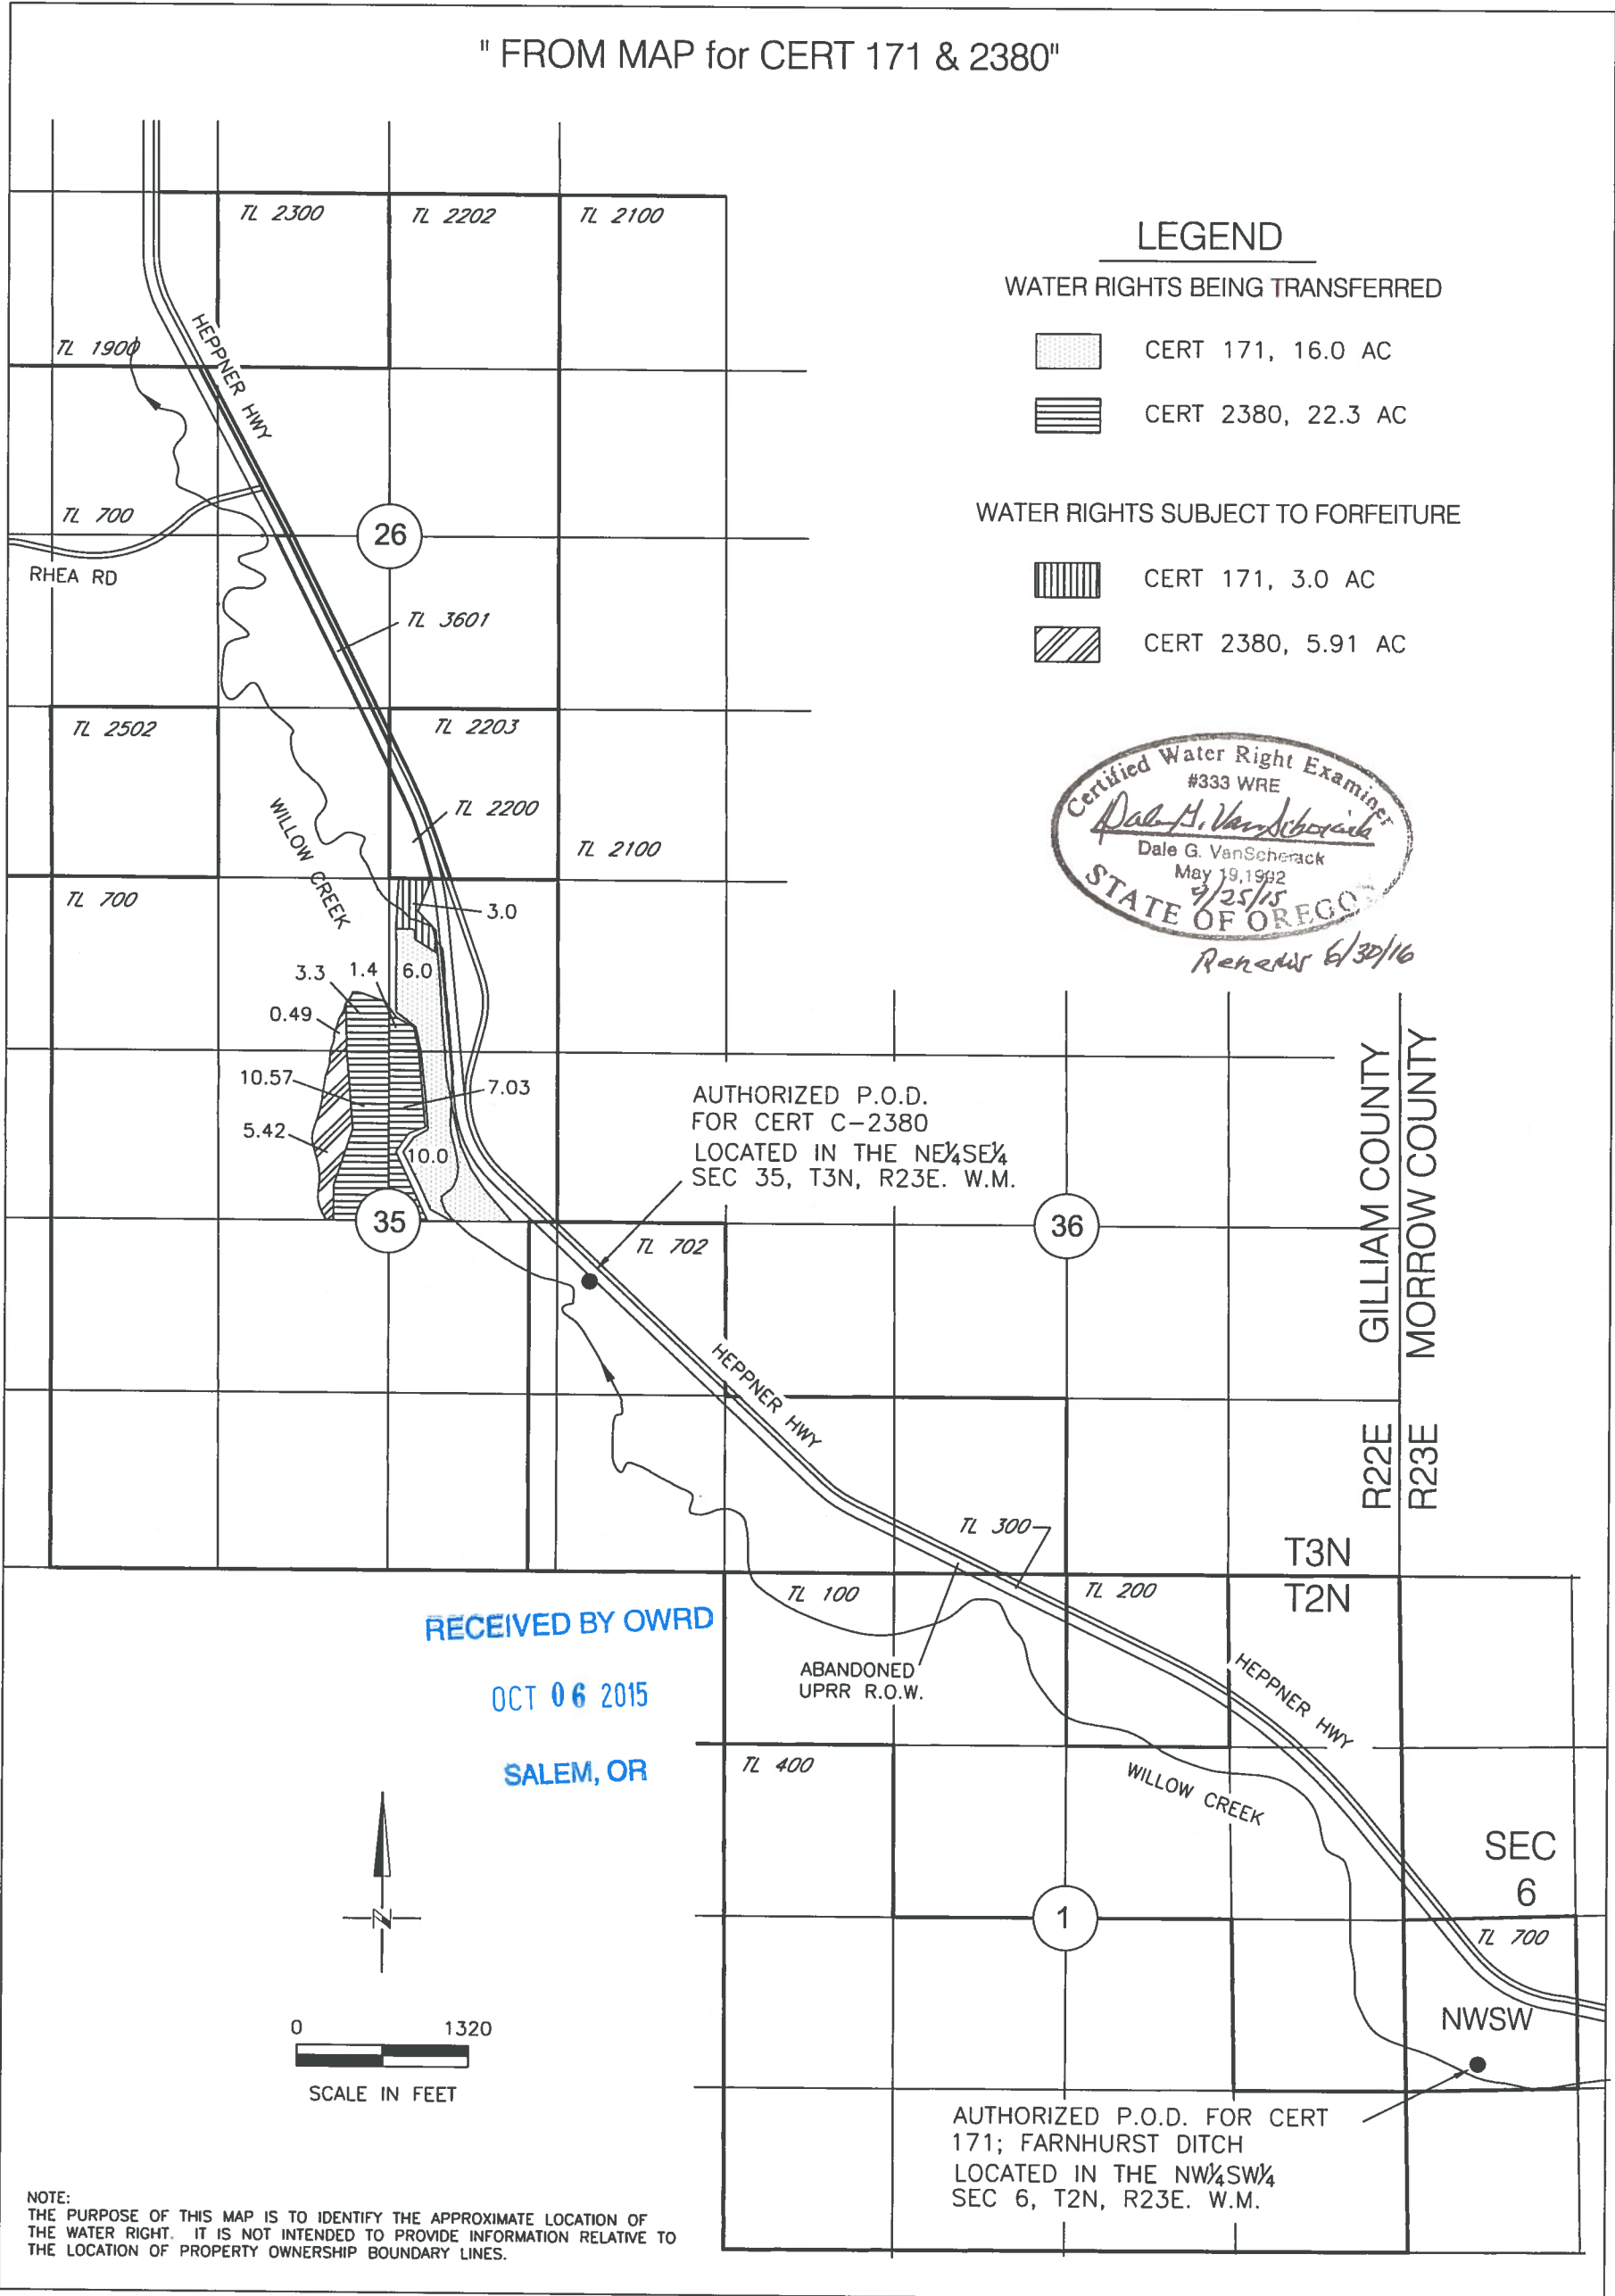 " FROM MAP for CERT 171 & 2380"
TL 2300
TL 2202
TL 2100
LEGEND
WATER RIGHTS BEING TRANSFERRED
CERT 171, 16.0 AC
CERT 2380, 22.3 AC
WATER RIGHTS SUBJECT TO FORFEITURE
CERT 171, 3.0 AC
CERT 2380, 5.91 AC
HEPPNER HWY
TL 1900
TL 700
26
RHEA RD
TL 3601
TL 2502
TL 2203
WILLOW CREEK
TL 2200
TL 2100
TL 700
3.0
Certified Water Right Examiner
#333 WRE
Dale G. VanScherack
Dale G. VanScherack
May 19, 1992
9/25/15
STATE OF OREGON
6/30/16
3.3
1.4
6.0
0.49
10.57
7.03
5.42
10.0
35
AUTHORIZED P.O.D.
FOR CERT C-2380
LOCATED IN THE NE¼SE¼
SEC 35, T3N, R23E. W.M.
TL 702
36
GILLIAM COUNTY
MORROW COUNTY
HEPPNER HWY
R22E
R23E
TL 300
T3N
T2N
TL 100
TL 200
RECEIVED BY OWRD
OCT 06 2015
SALEM, OR
ABANDONED
UPRR R.O.W.
HEPPNER HWY
TL 400
WILLOW CREEK
SEC
6
1
TL 700
N
NWSW
0
1320
SCALE IN FEET
AUTHORIZED P.O.D. FOR CERT
171; FARNHURST DITCH
LOCATED IN THE NW¼SW¼
SEC 6, T2N, R23E. W.M.
NOTE:
THE PURPOSE OF THIS MAP IS TO IDENTIFY THE APPROXIMATE LOCATION OF
THE WATER RIGHT. IT IS NOT INTENDED TO PROVIDE INFORMATION RELATIVE TO
THE LOCATION OF PROPERTY OWNERSHIP BOUNDARY LINES.